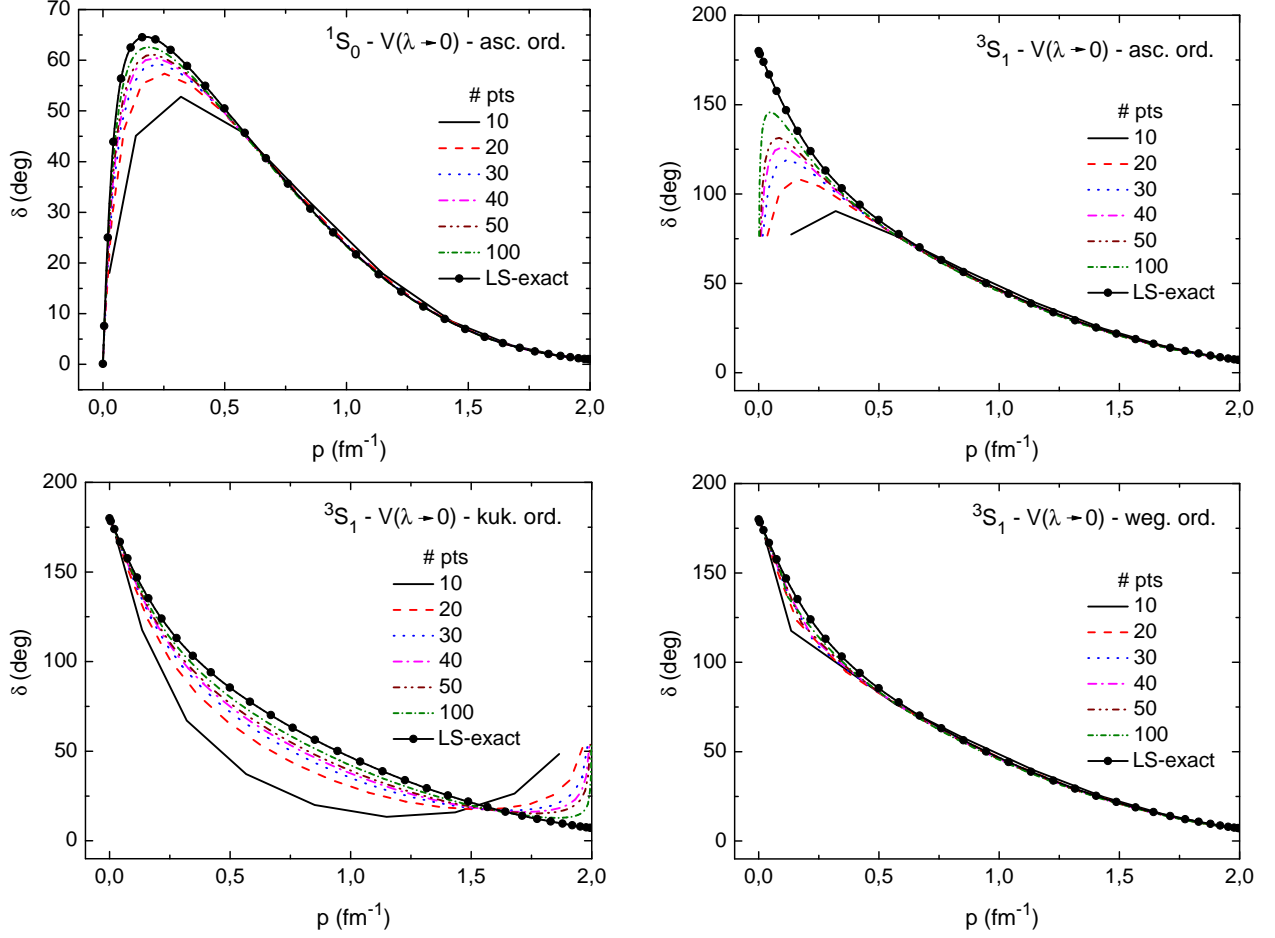 ¹S₀ - V(λ→0) - asc. ord.
# pts
10
20
30
40
50
100
LS-exact
δ (deg)
70
60
50
40
30
20
10
0
0,0 0,5 1,0 1,5 2,0
p (fm⁻¹)
³S₁ - V(λ→0) - asc. ord.
# pts
10
20
30
40
50
100
LS-exact
δ (deg)
200
150
100
50
0
0,0 0,5 1,0 1,5 2,0
p (fm⁻¹)
³S₁ - V(λ→0) - kuk. ord.
# pts
10
20
30
40
50
100
LS-exact
δ (deg)
200
150
100
50
0
0,0 0,5 1,0 1,5 2,0
p (fm⁻¹)
³S₁ - V(λ→0) - weg. ord.
# pts
10
20
30
40
50
100
LS-exact
δ (deg)
200
150
100
50
0
0,0 0,5 1,0 1,5 2,0
p (fm⁻¹)